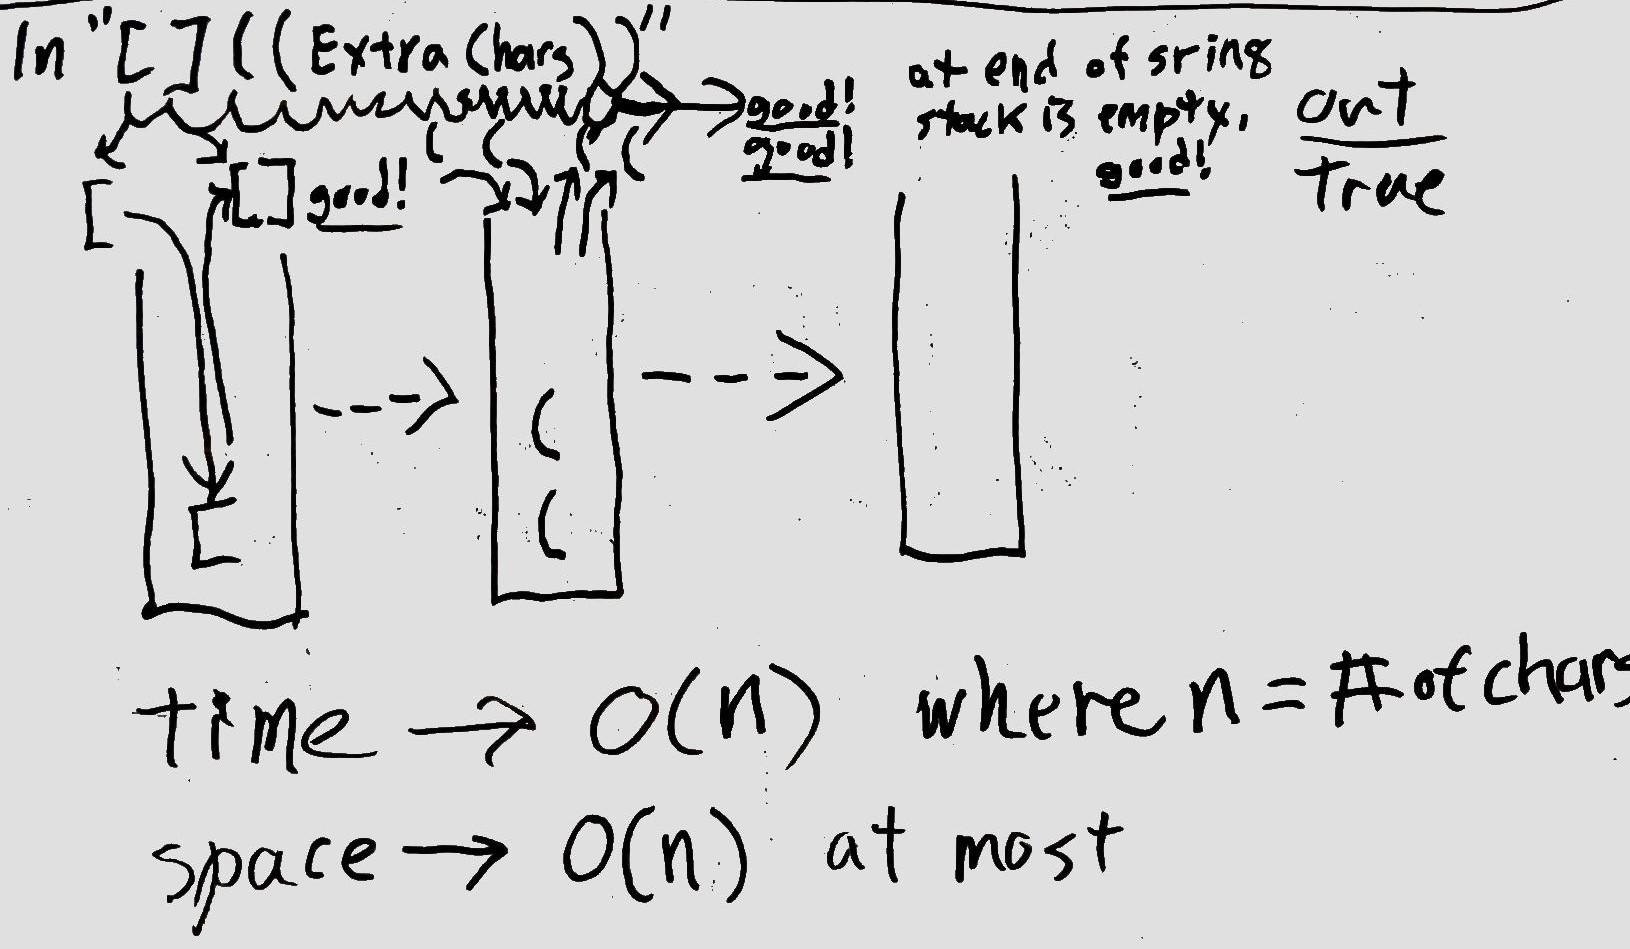 In "[](( Extra Chars))"
good!
good!
at end of sring
stack is empty,
good!
out
true
( ( ( (
[
[] good!
(
(
[
time → O(n) where n = # of chars
space → O(n) at most